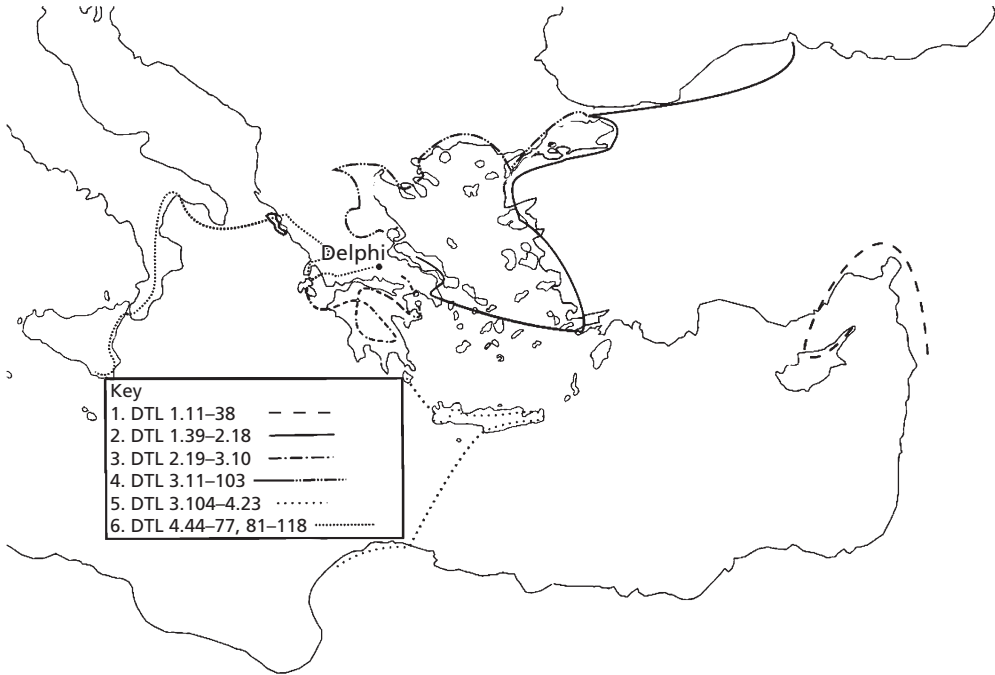 Delphi
Key
1. DTL 1.11–38
2. DTL 1.39–2.18
3. DTL 2.19–3.10
4. DTL 3.11–103
5. DTL 3.104–4.23
6. DTL 4.44–77, 81–118